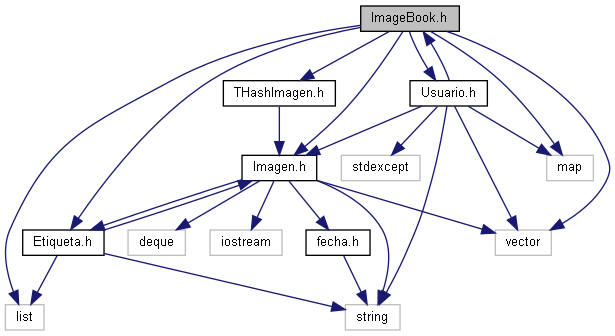 ImageBook.h
THashImagen.h
Usuario.h
Imagen.h
stdexcept
map
Etiqueta.h
deque
iostream
fecha.h
vector
list
string